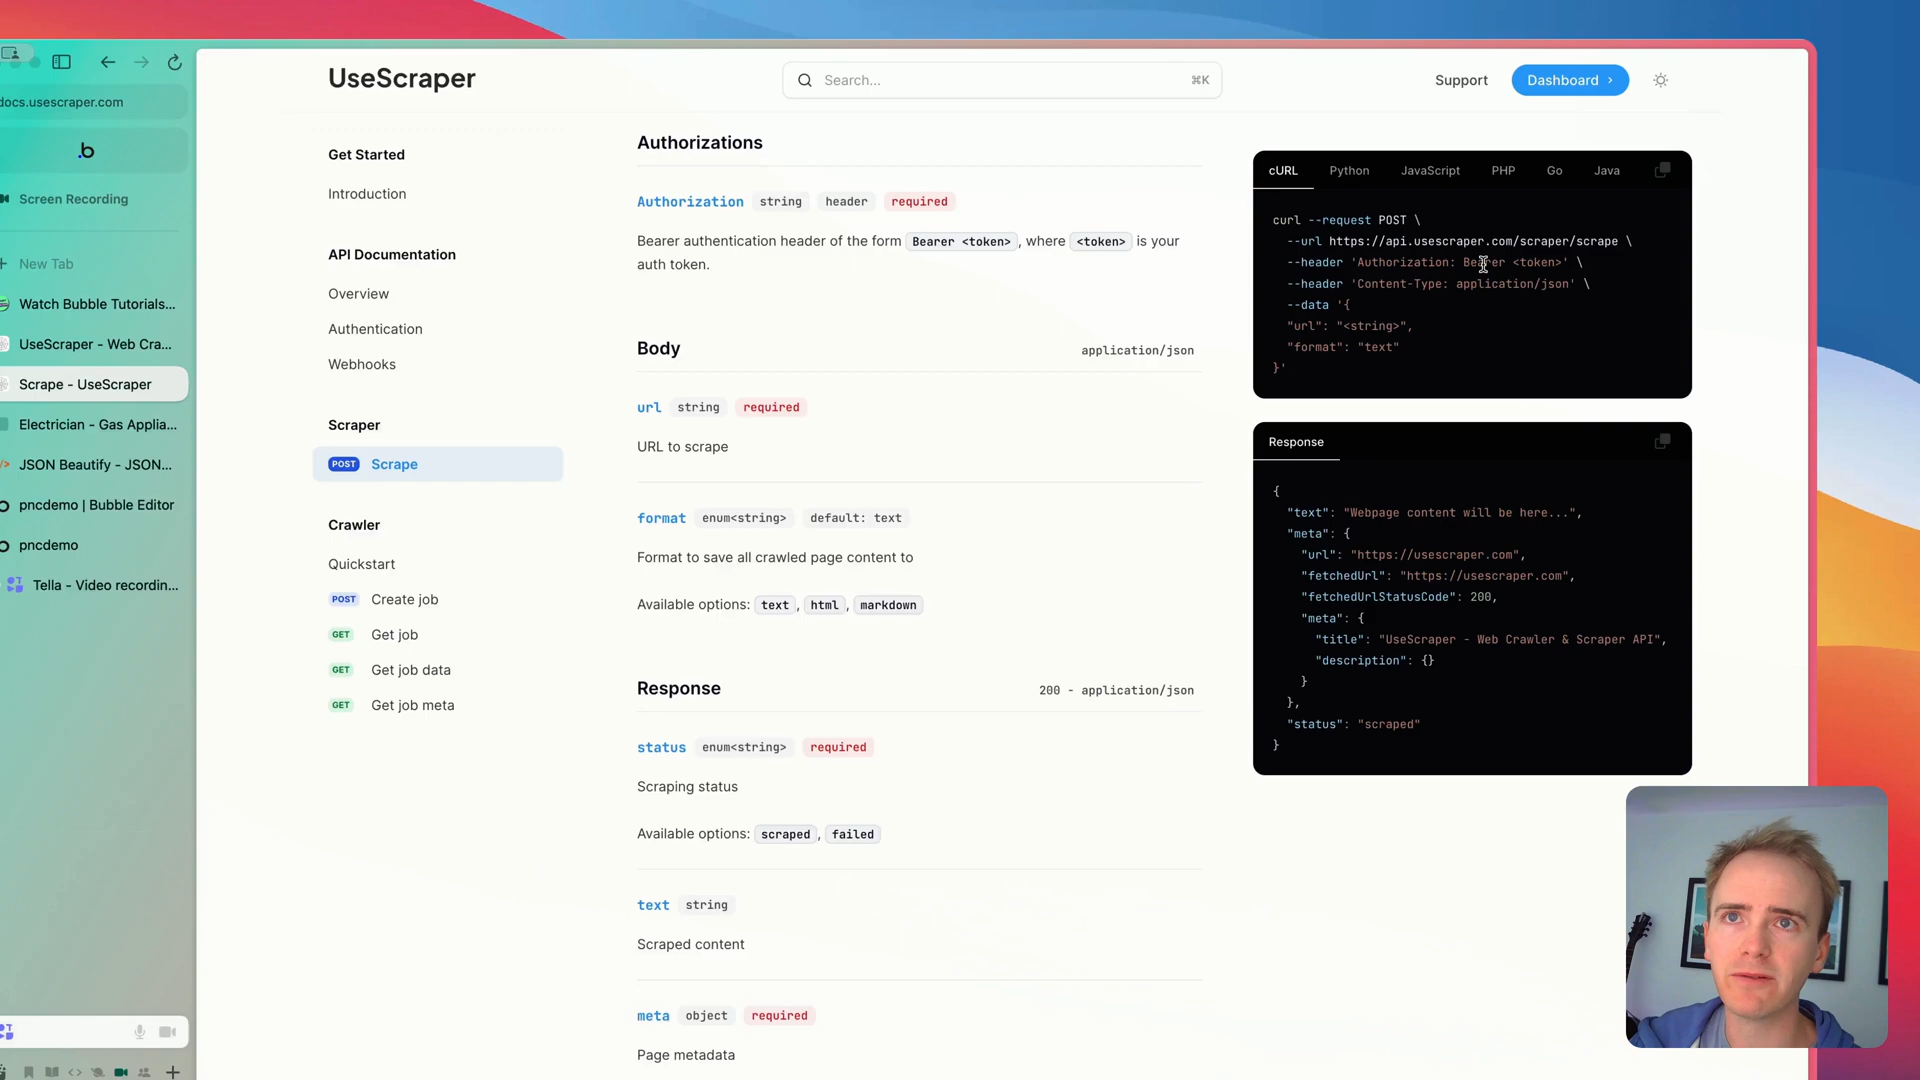 docs.usescraper.com
.b
Screen Recording
New Tab
Watch Bubble Tutorials...
UseScraper - Web Cra...
Scrape - UseScraper
Electrician - Gas Applia...
JSON Beautify - JSON...
pncdemo | Bubble Editor
pncdemo
Tella - Video recordin...
UseScraper
Search...
⌘K
Support
Dashboard
Get Started
Introduction
API Documentation
Overview
Authentication
Webhooks
Scraper
POST Scrape
Crawler
Quickstart
POST Create job
GET Get job
GET Get job data
GET Get job meta
Authorizations
Authorization string header required
Bearer authentication header of the form Bearer <token>, where <token> is your
auth token.
Body application/json
url string required
URL to scrape
format enum<string> default: text
Format to save all crawled page content to
Available options: text, html, markdown
Response 200 - application/json
status enum<string> required
Scraping status
Available options: scraped, failed
text string
Scraped content
meta object required
Page metadata
cURL Python JavaScript PHP Go Java
curl --request POST \
--url https://api.usescraper.com/scraper/scrape \
--header 'Authorization: Bearer <token>' \
--header 'Content-Type: application/json' \
--data '{
"url": "<string>",
"format": "text"
}'
Response
{
"text": "Webpage content will be here...",
"meta": {
"url": "https://usescraper.com",
"fetchedUrl": "https://usescraper.com",
"fetchedUrlStatusCode": 200,
"meta": {
"title": "UseScraper - Web Crawler & Scraper API",
"description": {}
}
},
"status": "scraped"
}